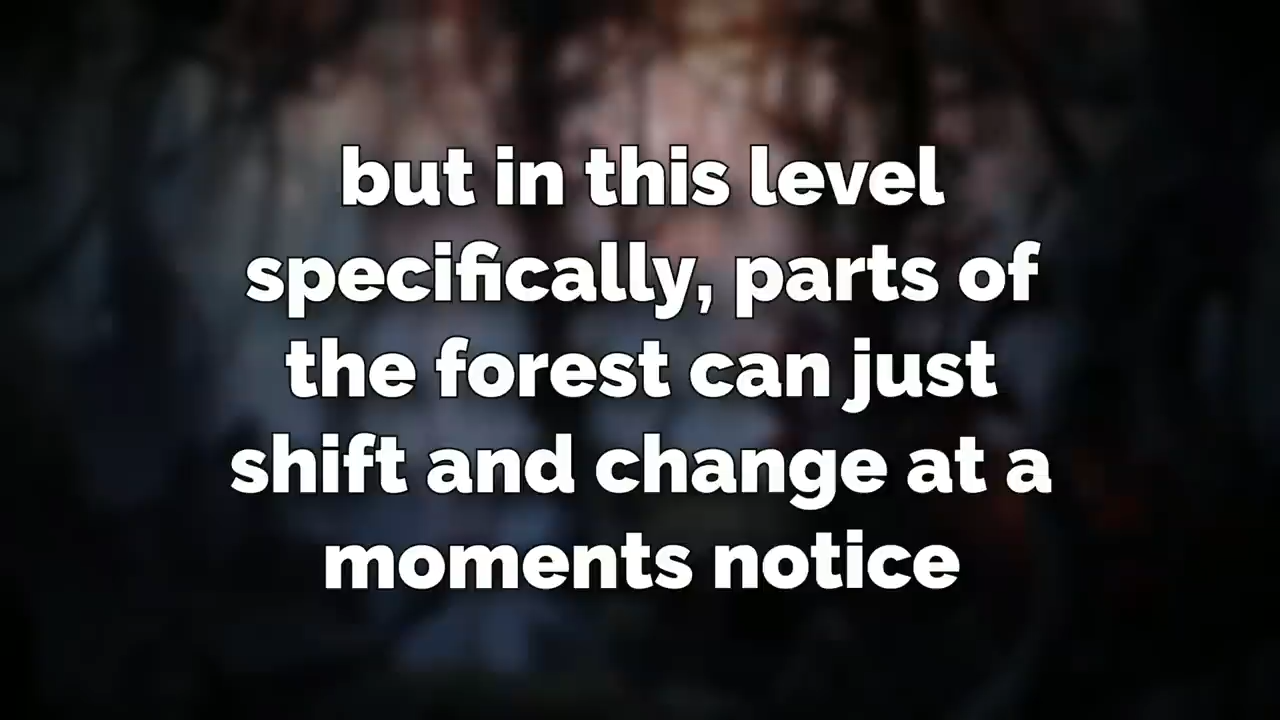 but in this level
specifically, parts of
the forest can just
shift and change at a
moments notice